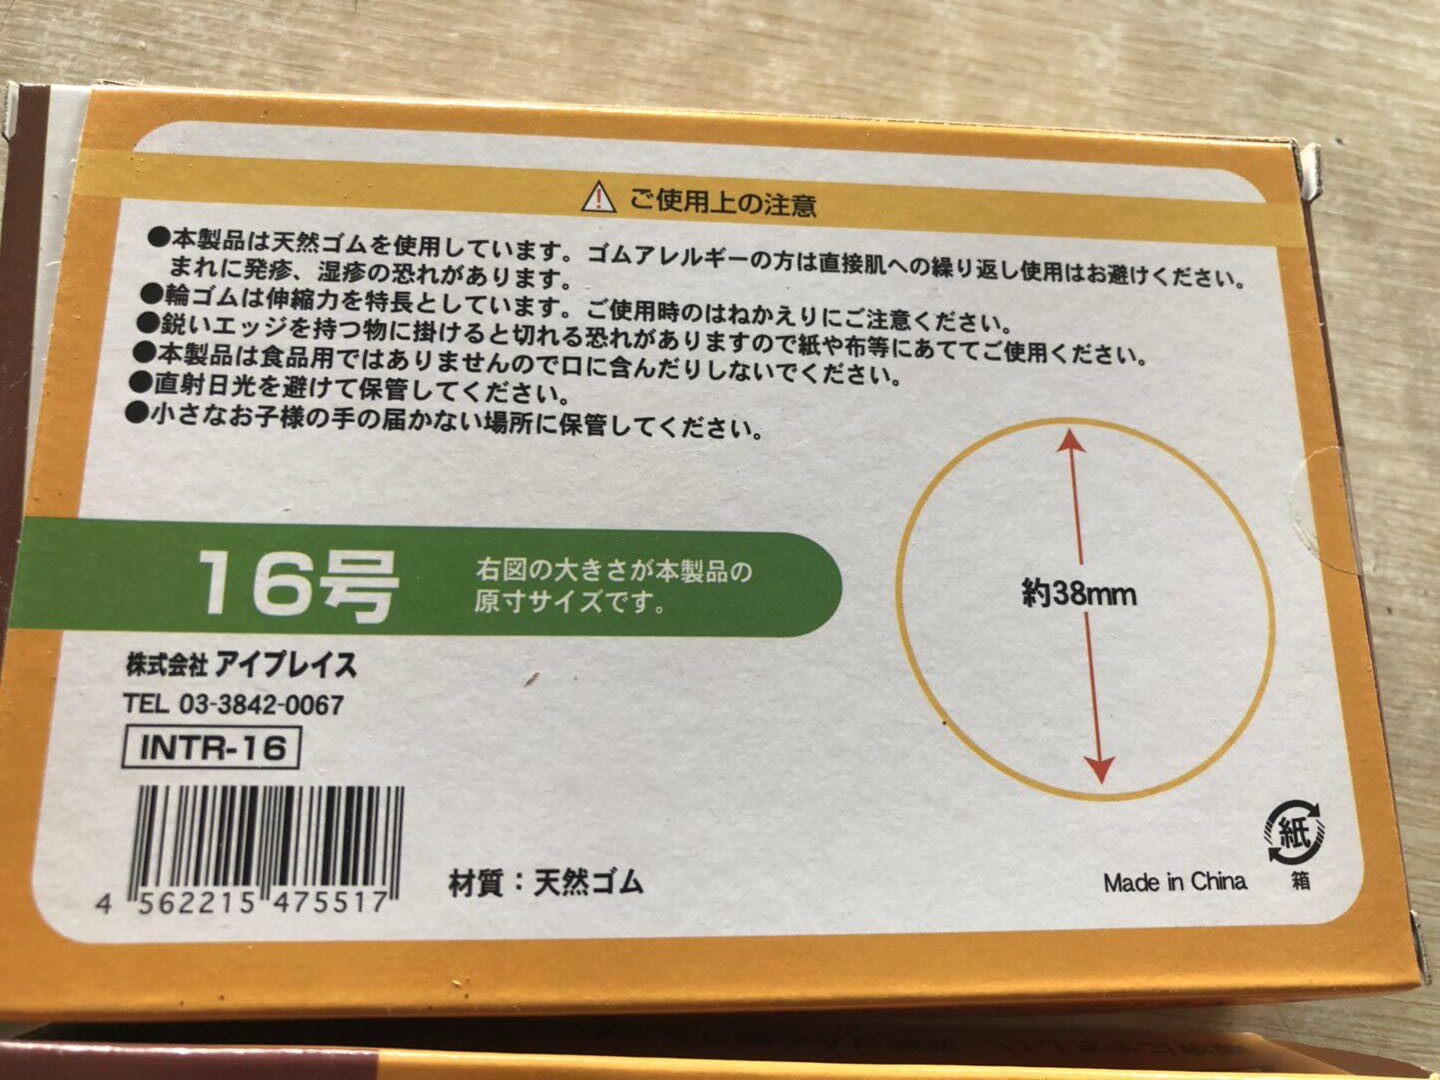 ご使用上の注意
●本製品は天然ゴムを使用しています。ゴムアレルギーの方は直接肌への繰り返し使用はお避けください。
まれに発疹、湿疹の恐れがあります。
●輪ゴムは伸縮力を特長としています。ご使用時のはねかえりにご注意ください。
●鋭いエッジを持つ物に掛けると切れる恐れがありますので紙や布等にあててご使用ください。
●本製品は食品用ではありませんので口に含んだりしないでください。
●直射日光を避けて保管してください。
●小さなお子様の手の届かない場所に保管してください。
16号
右図の大きさが本製品の
原寸サイズです。
約38mm
株式会社 アイプレイス
TEL 03-3842-0067
INTR-16
4 562215 475517
材質：天然ゴム
Made in China
紙
箱